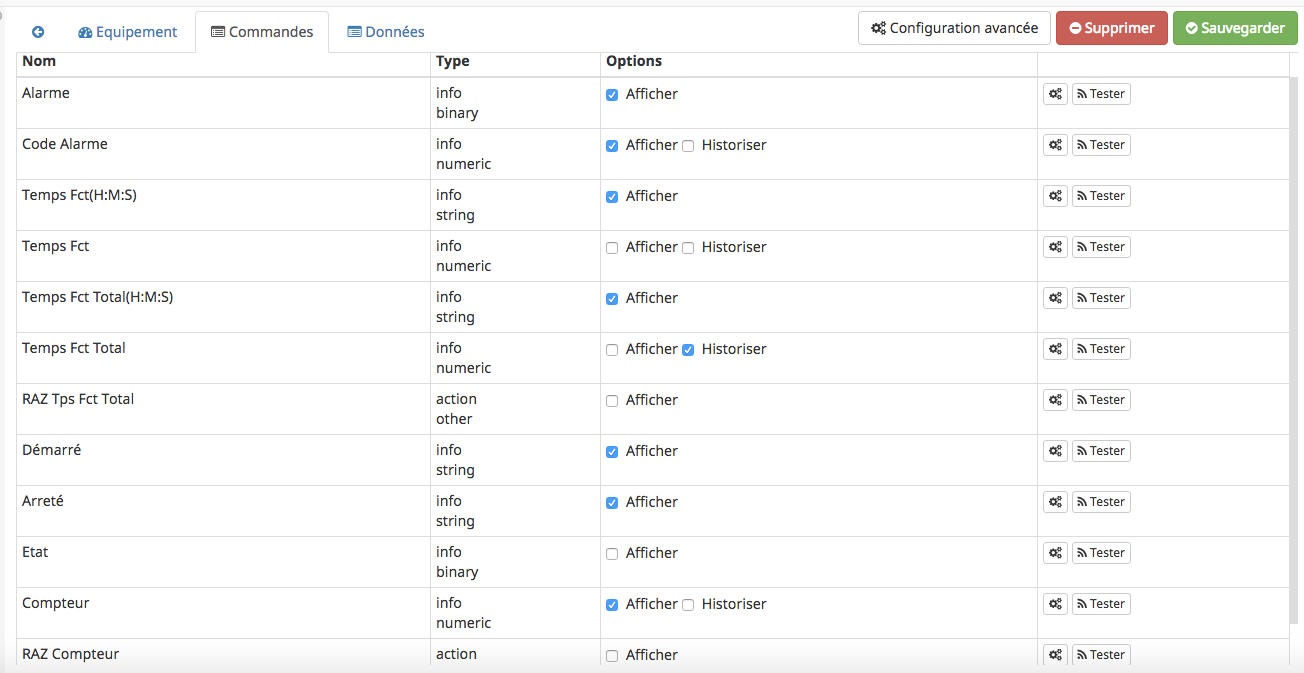 Equipement Commandes Données Configuration avancée Supprimer Sauvegarder
Nom Type Options
Alarme info Afficher Tester
binary
Code Alarme info Afficher Historiser Tester
numeric
Temps Fct(H:M:S) info Afficher Tester
string
Temps Fct info Afficher Historiser Tester
numeric
Temps Fct Total(H:M:S) info Afficher Tester
string
Temps Fct Total info Afficher Historiser Tester
numeric
RAZ Tps Fct Total action Afficher Tester
other
Démarré info Afficher Tester
string
Arreté info Afficher Tester
string
Etat info Afficher Tester
binary
Compteur info Afficher Historiser Tester
numeric
RAZ Compteur action Afficher Tester